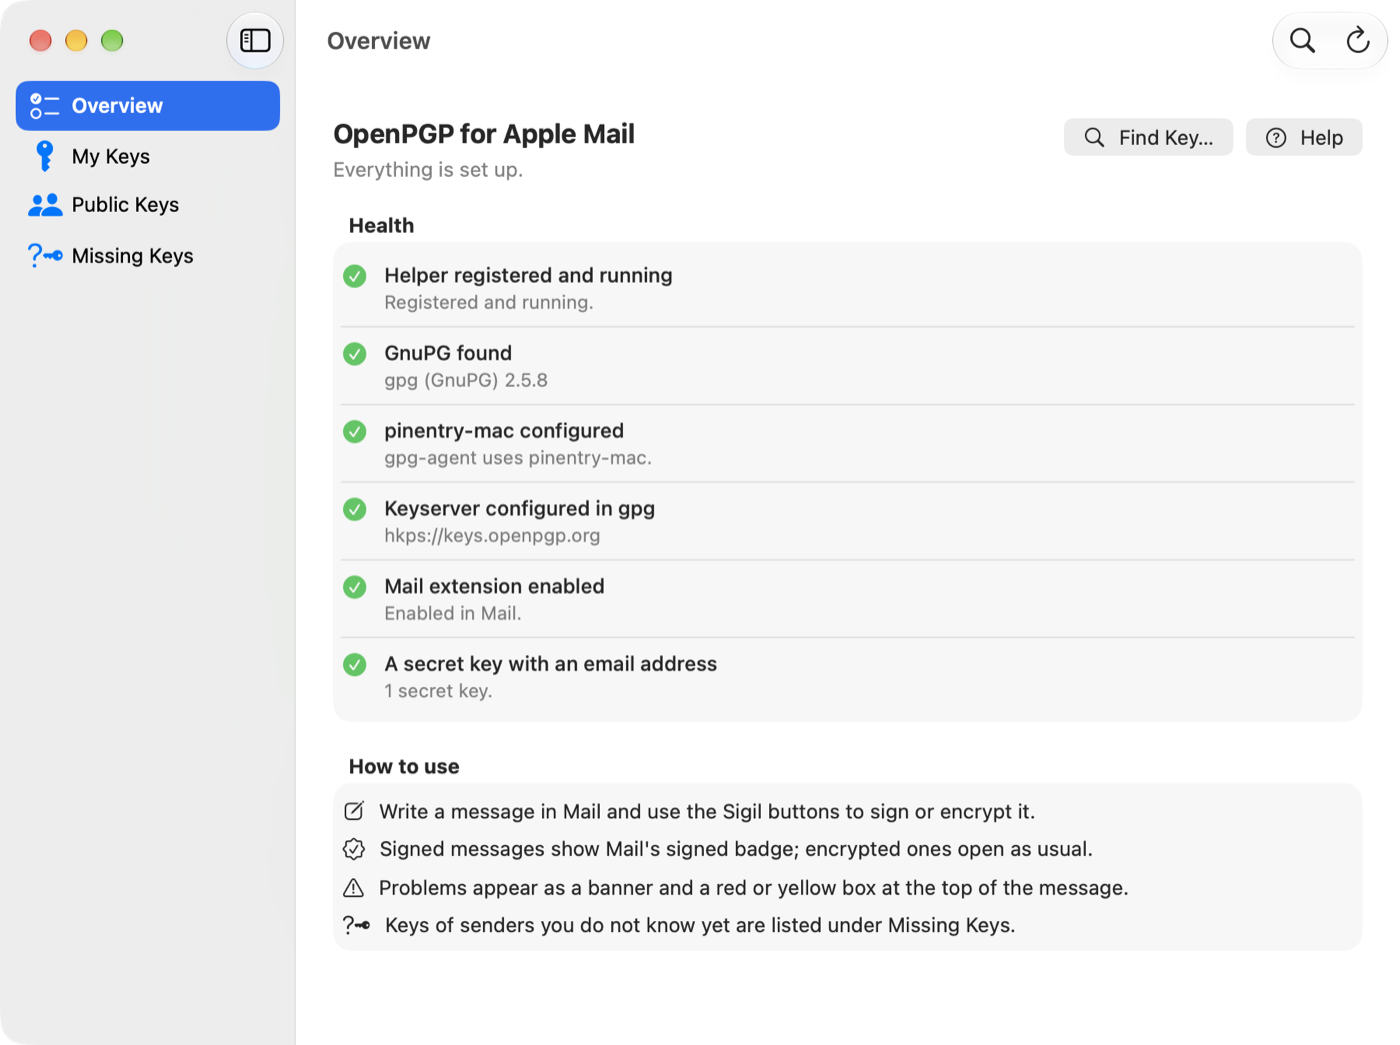 Overview
Overview
My Keys
Public Keys
Missing Keys
OpenPGP for Apple Mail
Everything is set up.
Find Key...
Help
Health
Helper registered and running
Registered and running.
GnuPG found
gpg (GnuPG) 2.5.8
pinentry-mac configured
gpg-agent uses pinentry-mac.
Keyserver configured in gpg
hkps://keys.openpgp.org
Mail extension enabled
Enabled in Mail.
A secret key with an email address
1 secret key.
How to use
Write a message in Mail and use the Sigil buttons to sign or encrypt it.
Signed messages show Mail's signed badge; encrypted ones open as usual.
Problems appear as a banner and a red or yellow box at the top of the message.
Keys of senders you do not know yet are listed under Missing Keys.